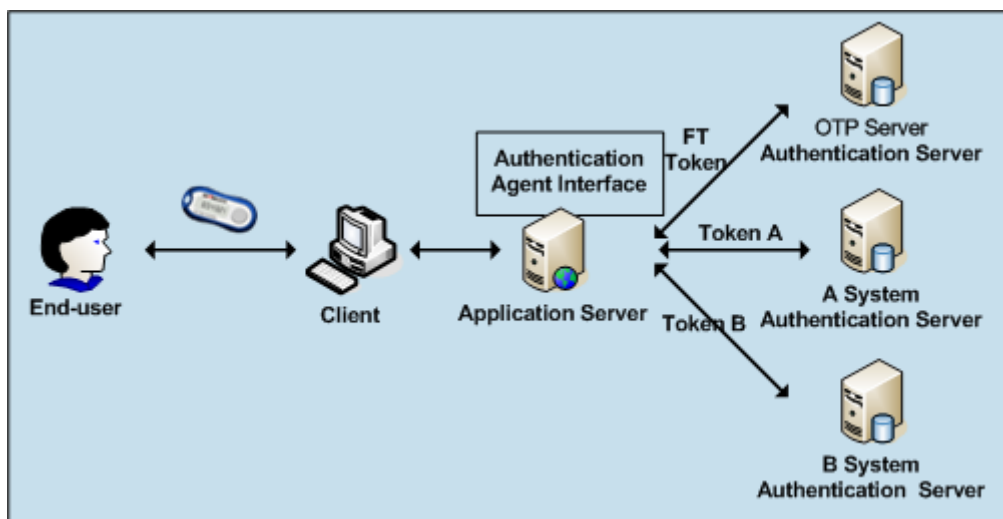 OTP Server
Authentication Server
FT
Token
Authentication
Agent Interface
Token A
End-user
Client
Application Server
A System
Authentication Server
Token B
B System
Authentication Server